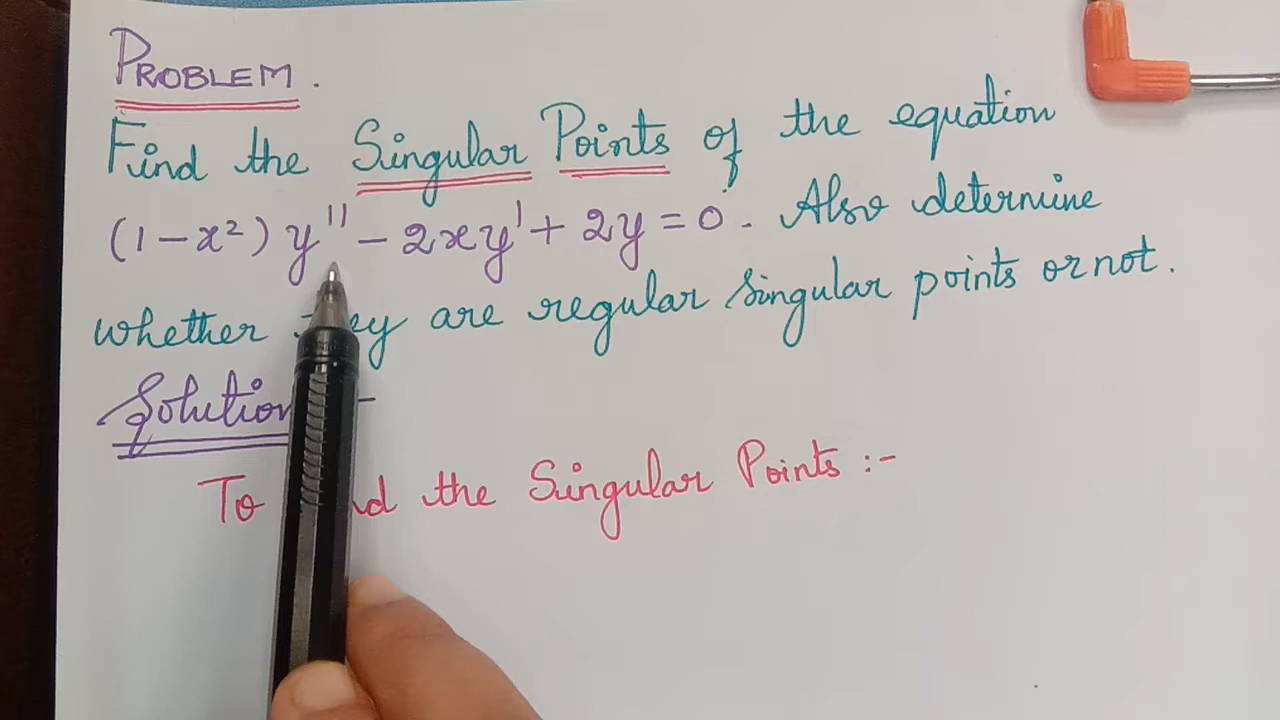 PROBLEM.
Find the Singular Points of the equation
(1-x²) y'' - 2xy' + 2y = 0. Also determine
whether are regular singular points or not.
Solution
To the Singular Points :-